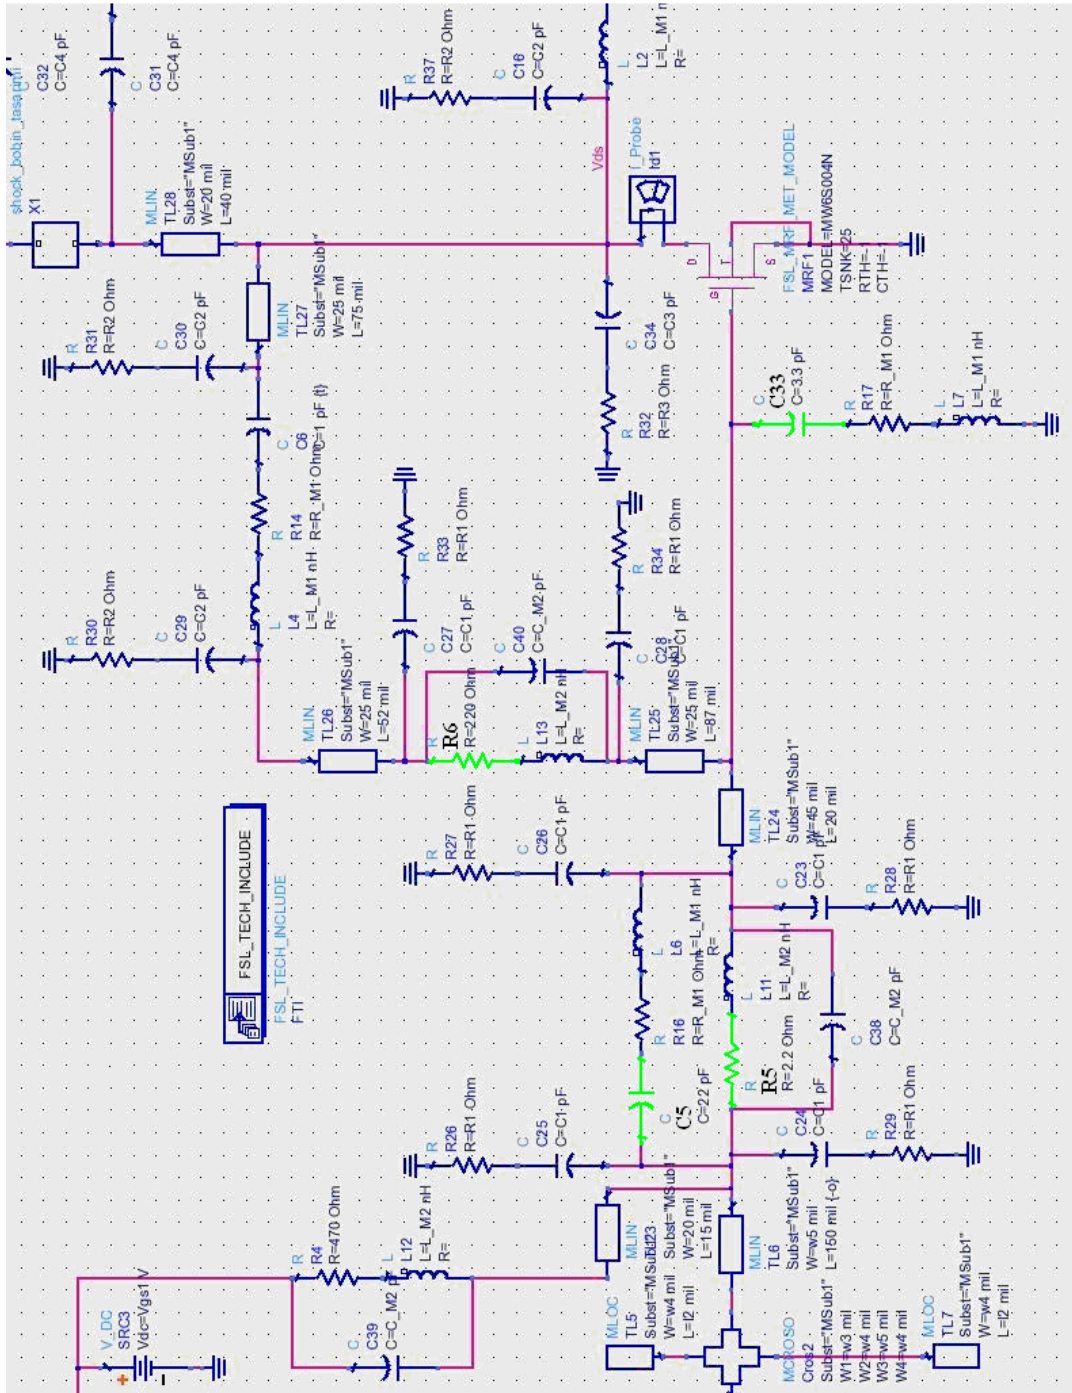 C32
C=C4 pF
shock_bobin_tasarimi
X1
C
C31
C=C4 pF
MLIN
TL28
Subst="MSub1"
W=20 mil
L=40 mil
R
R37
R=R2 Ohm
C
C16
C=C2 pF
L
L2
L=L_M1 n
R=
Vds
I_Probe
Id1
D
T
S
G
FSL_MRF_MET_MODEL
MRF1
MODEL=MW6S004N
TSNK=25
RTH=-1
CTH=-1
R
R31
R=R2 Ohm
C
C30
C=C2 pF
MLIN
TL27
Subst="MSub1"
W=25 mil
L=75 mil
C
C34
C=C3 pF
R
R32
R=R3 Ohm
C
C33
C=3.3 pF
R
R17
R=R_M1 Ohm
L
L7
L=L_M1 nH
R=
C
C6
C=1 pF {t}
R
R14
R=R_M1 Ohm
L
L4
L=L_M1 nH
R=
R
R33
R=R1 Ohm
C
C27
C=C1 pF
R
R34
R=R1 Ohm
C
C28
C=C1 pF
R
R30
R=R2 Ohm
C
C29
C=C2 pF
C
C40
C=C_M2 pF
MLIN
TL26
Subst="MSub1"
W=25 mil
L=52 mil
R
R6
R=220 Ohm
L
L13
L=L_M2 nH
R=
MLIN
TL25
Subst="MSub1"
W=25 mil
L=87 mil
MLIN
TL24
Subst="MSub1"
W=45 mil
L=20 mil
FSL_TECH_INCLUDE
FSL_TECH_INCLUDE
FTI
R
R27
R=R1 Ohm
C
C26
C=C1 pF
C
C23
C=C1 pF
R
R28
R=R1 Ohm
L
L6
L=L_M1 nH
R=
R
R16
R=R_M1 Ohm
C
C5
C=22 pF
L
L11
L=L_M2 nH
R=
R
R5
R=2.2 Ohm
C
C38
C=C_M2 pF
R
R26
R=R1 Ohm
C
C25
C=C1 pF
C
C24
C=C1 pF
R
R29
R=R1 Ohm
MLIN
TL23
Subst="MSub1"
W=20 mil
L=15 mil
MLIN
TL6
Subst="MSub1"
W=w5 mil
L=150 mil {-o}
R
R4
R=470 Ohm
L
L12
L=L_M2 nH
R=
C
C39
C=C_M2 pF
V_DC
SRC3
Vdc=Vgs1 V
+
-
MLOC
TL5
Subst="MSub1"
W=w4 mil
L=l2 mil
MCROSO
Cros2
Subst="MSub1"
W1=w3 mil
W2=w4 mil
W3=w5 mil
W4=w4 mil
MLOC
TL7
Subst="MSub1"
W=w4 mil
L=l2 mil